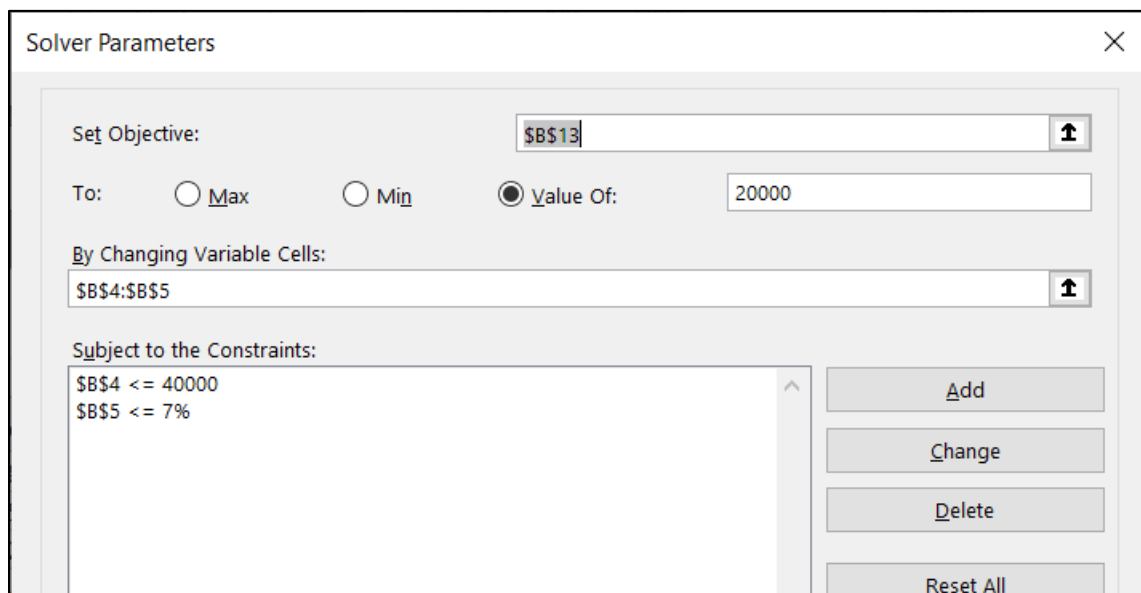 Solver Parameters
Set Objective: $B$13
To: Max Min Value Of: 20000
By Changing Variable Cells:
$B$4:$B$5
Subject to the Constraints:
$B$4 <= 40000
$B$5 <= 7%
Add
Change
Delete
Reset All